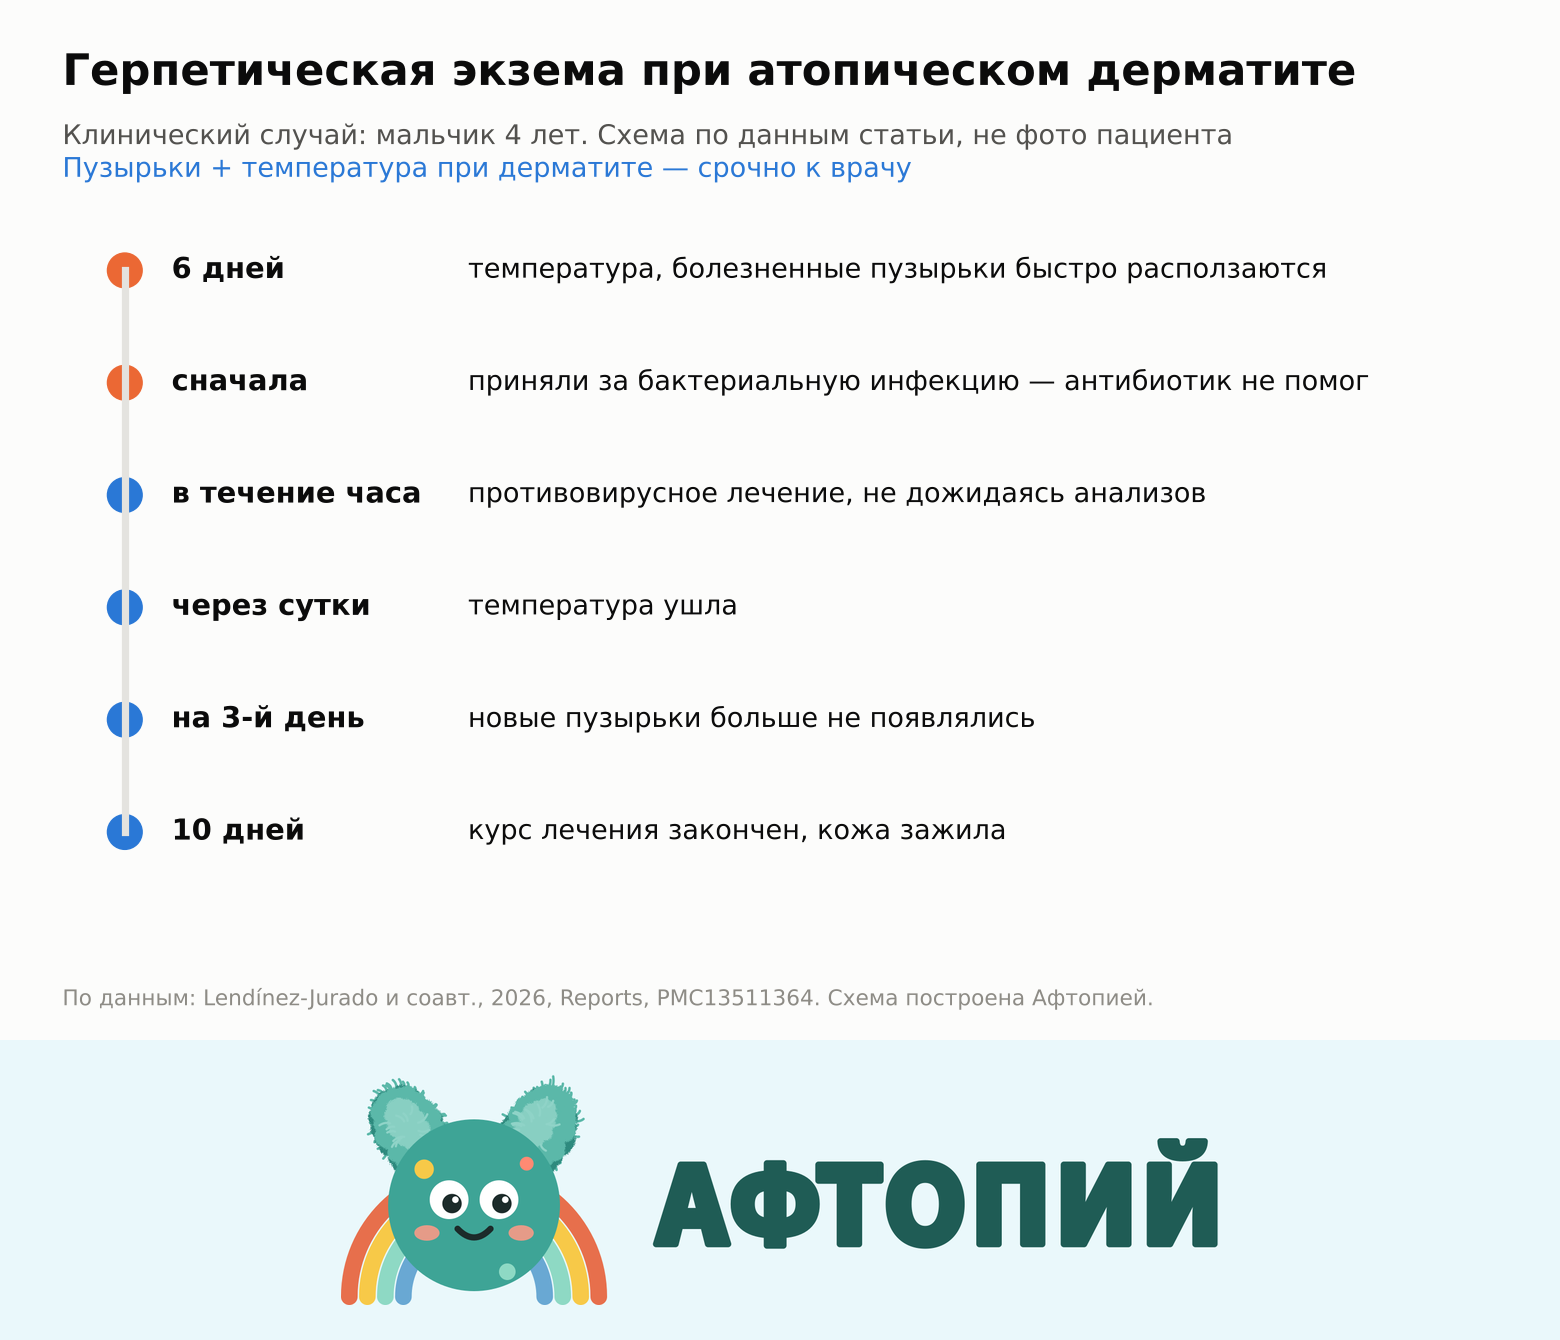 Герпетическая экзема при атопическом дерматите
Клинический случай: мальчик 4 лет. Схема по данным статьи, не фото пациента
Пузырьки + температура при дерматите — срочно к врачу
6 дней температура, болезненные пузырьки быстро расползаются
сначала приняли за бактериальную инфекцию — антибиотик не помог
в течение часа противовирусное лечение, не дожидаясь анализов
через сутки температура ушла
на 3-й день новые пузырьки больше не появлялись
10 дней курс лечения закончен, кожа зажила
По данным: Lendínez-Jurado и соавт., 2026, Reports, PMC13511364. Схема построена Афтопией.
АФТОПИЙ